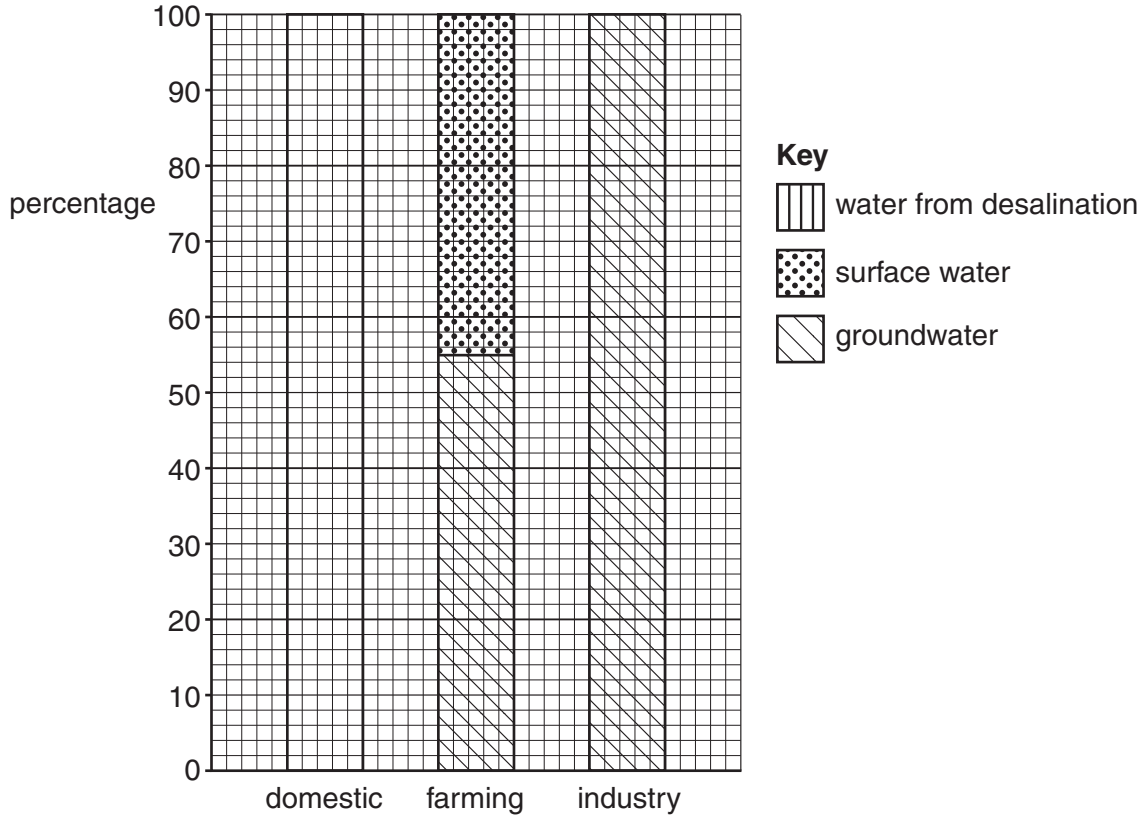 100
90
80
70
60
50
40
30
20
10
0
percentage
domestic
farming
industry
Key
water from desalination
surface water
groundwater